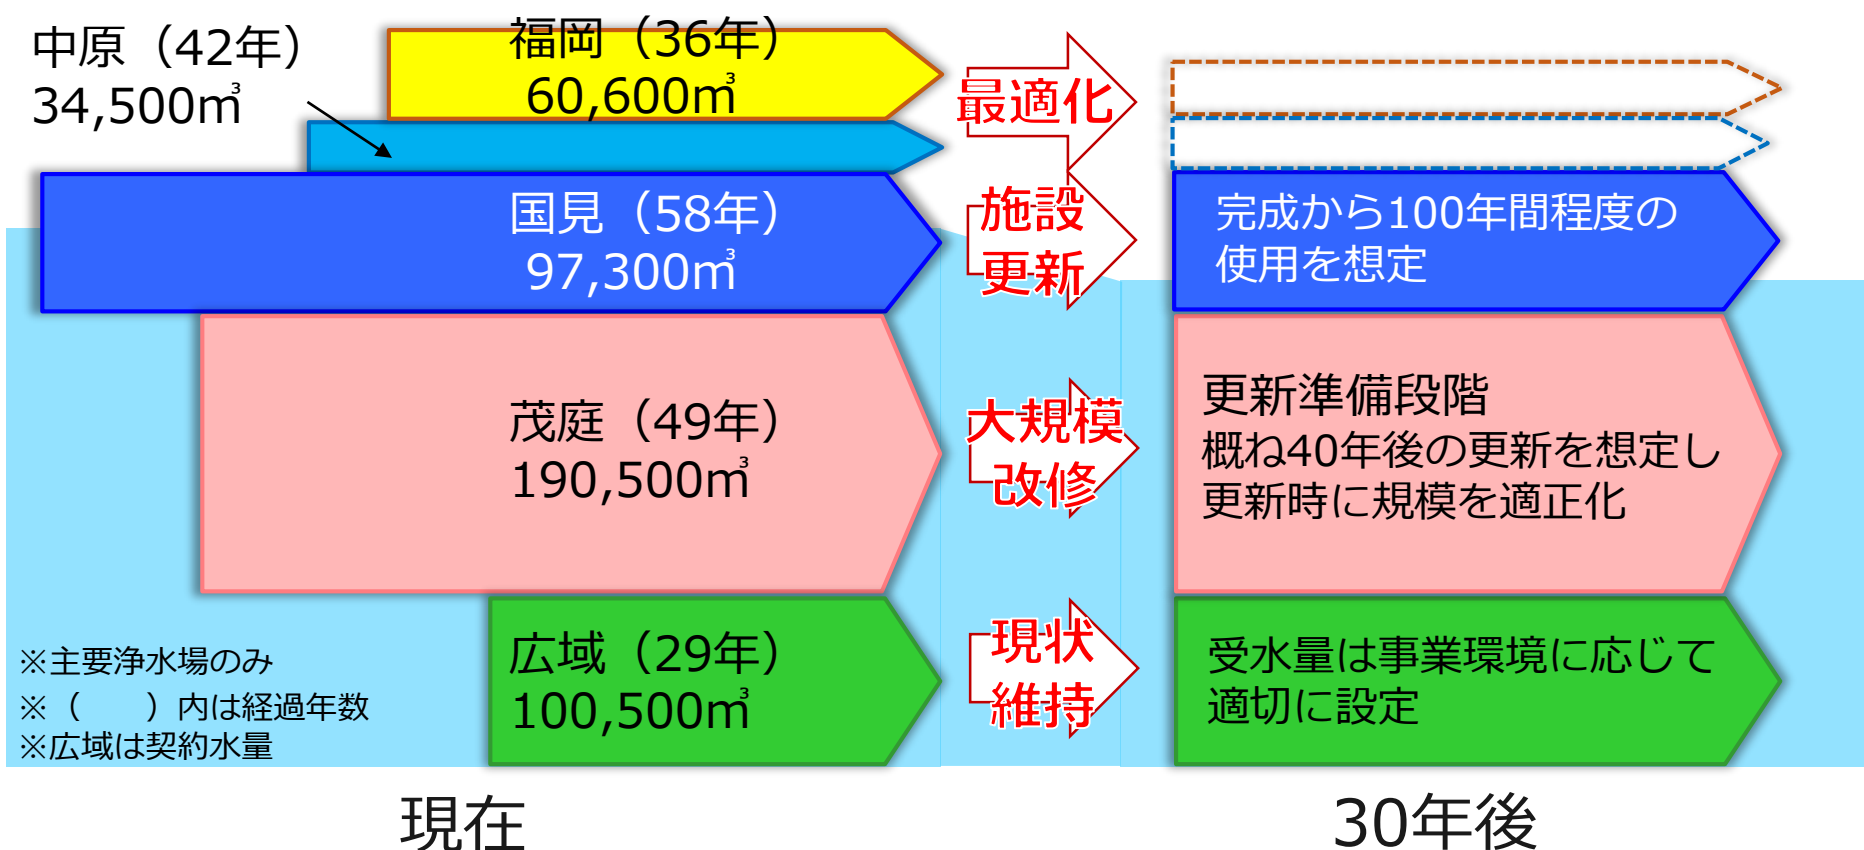 中原（42年）
34,500㎥
福岡（36年）
60,600㎥
国見（58年）
97,300㎥
茂庭（49年）
190,500㎥
広域（29年）
100,500㎥
※主要浄水場のみ
※（　　）内は経過年数
※広域は契約水量
現在
最適化
施設
更新
大規模
改修
現状
維持
完成から100年間程度の
使用を想定
更新準備段階
概ね40年後の更新を想定し
更新時に規模を適正化
受水量は事業環境に応じて
適切に設定
30年後